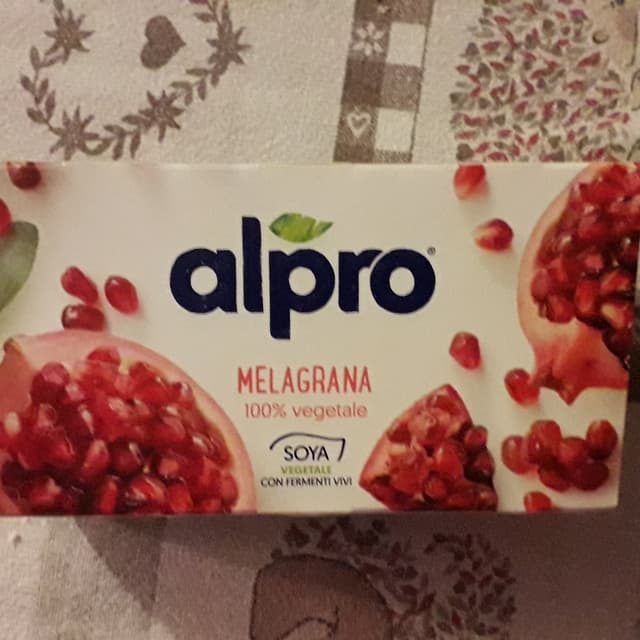 alpro®
MELAGRANA
100% vegetale
SOYA
VEGETALE
CON FERMENTI VIVI